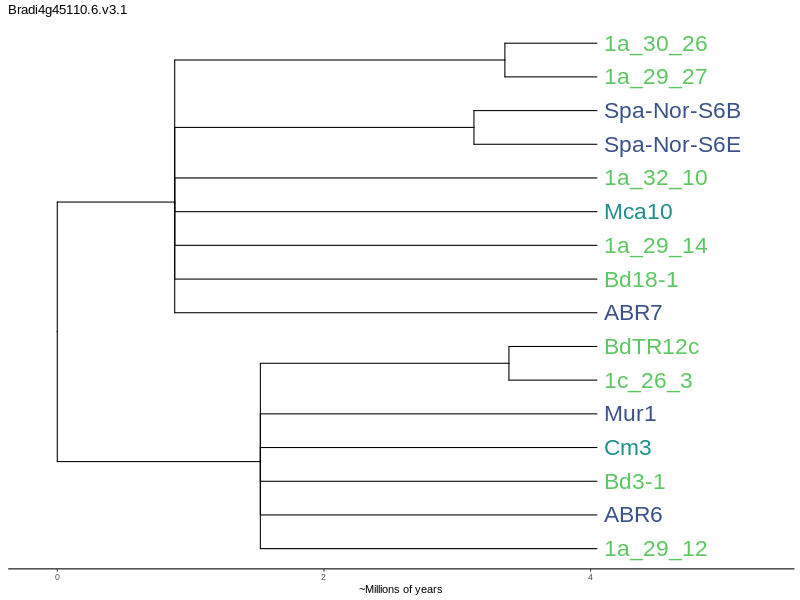 Bradi4g45110.6.v3.1
1a_30_26
1a_29_27
Spa-Nor-S6B
Spa-Nor-S6E
1a_32_10
Mca10
1a_29_14
Bd18-1
ABR7
BdTR12c
1c_26_3
Mur1
Cm3
Bd3-1
ABR6
1a_29_12
0 2 4
~Millions of years